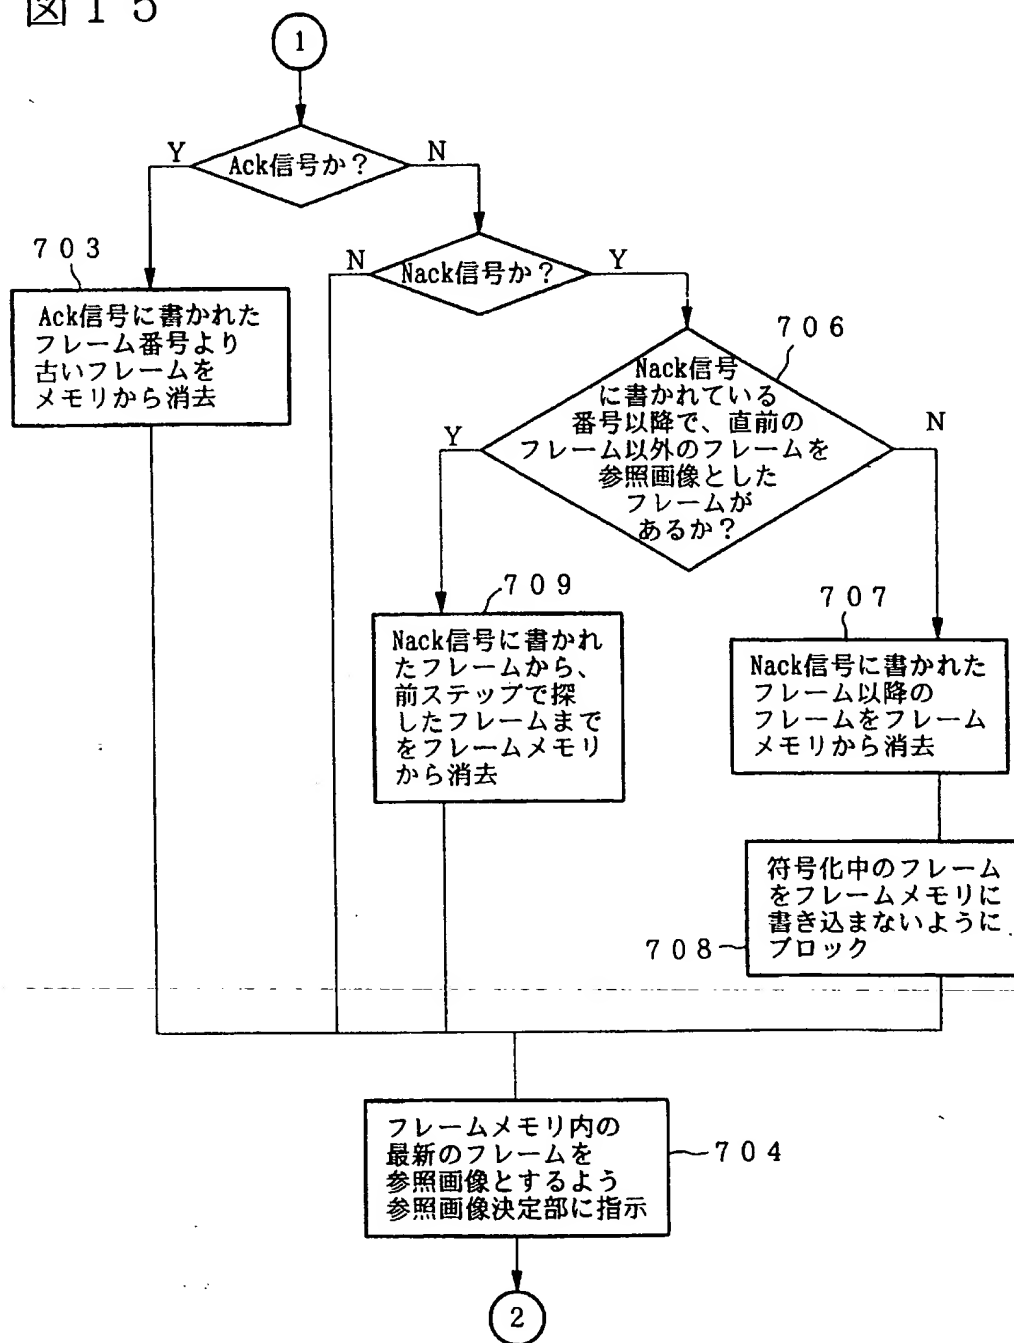 図15
1
Ack信号か？
Y
N
703
Ack信号に書かれた
フレーム番号より
古いフレームを
メモリから消去
Nack信号か？
N
Y
706
Nack信号
に書かれている
番号以降で、直前の
フレーム以外のフレームを
参照画像とした
フレームが
あるか？
Y
N
709
Nack信号に書かれ
たフレームから、
前ステップで探
したフレームまで
をフレームメモリ
から消去
707
Nack信号に書かれた
フレーム以降の
フレームをフレーム
メモリから消去
符号化中のフレーム
をフレームメモリに
書き込まないように
ブロック
708
フレームメモリ内の
最新のフレームを
参照画像とするよう
参照画像決定部に指示
704
2